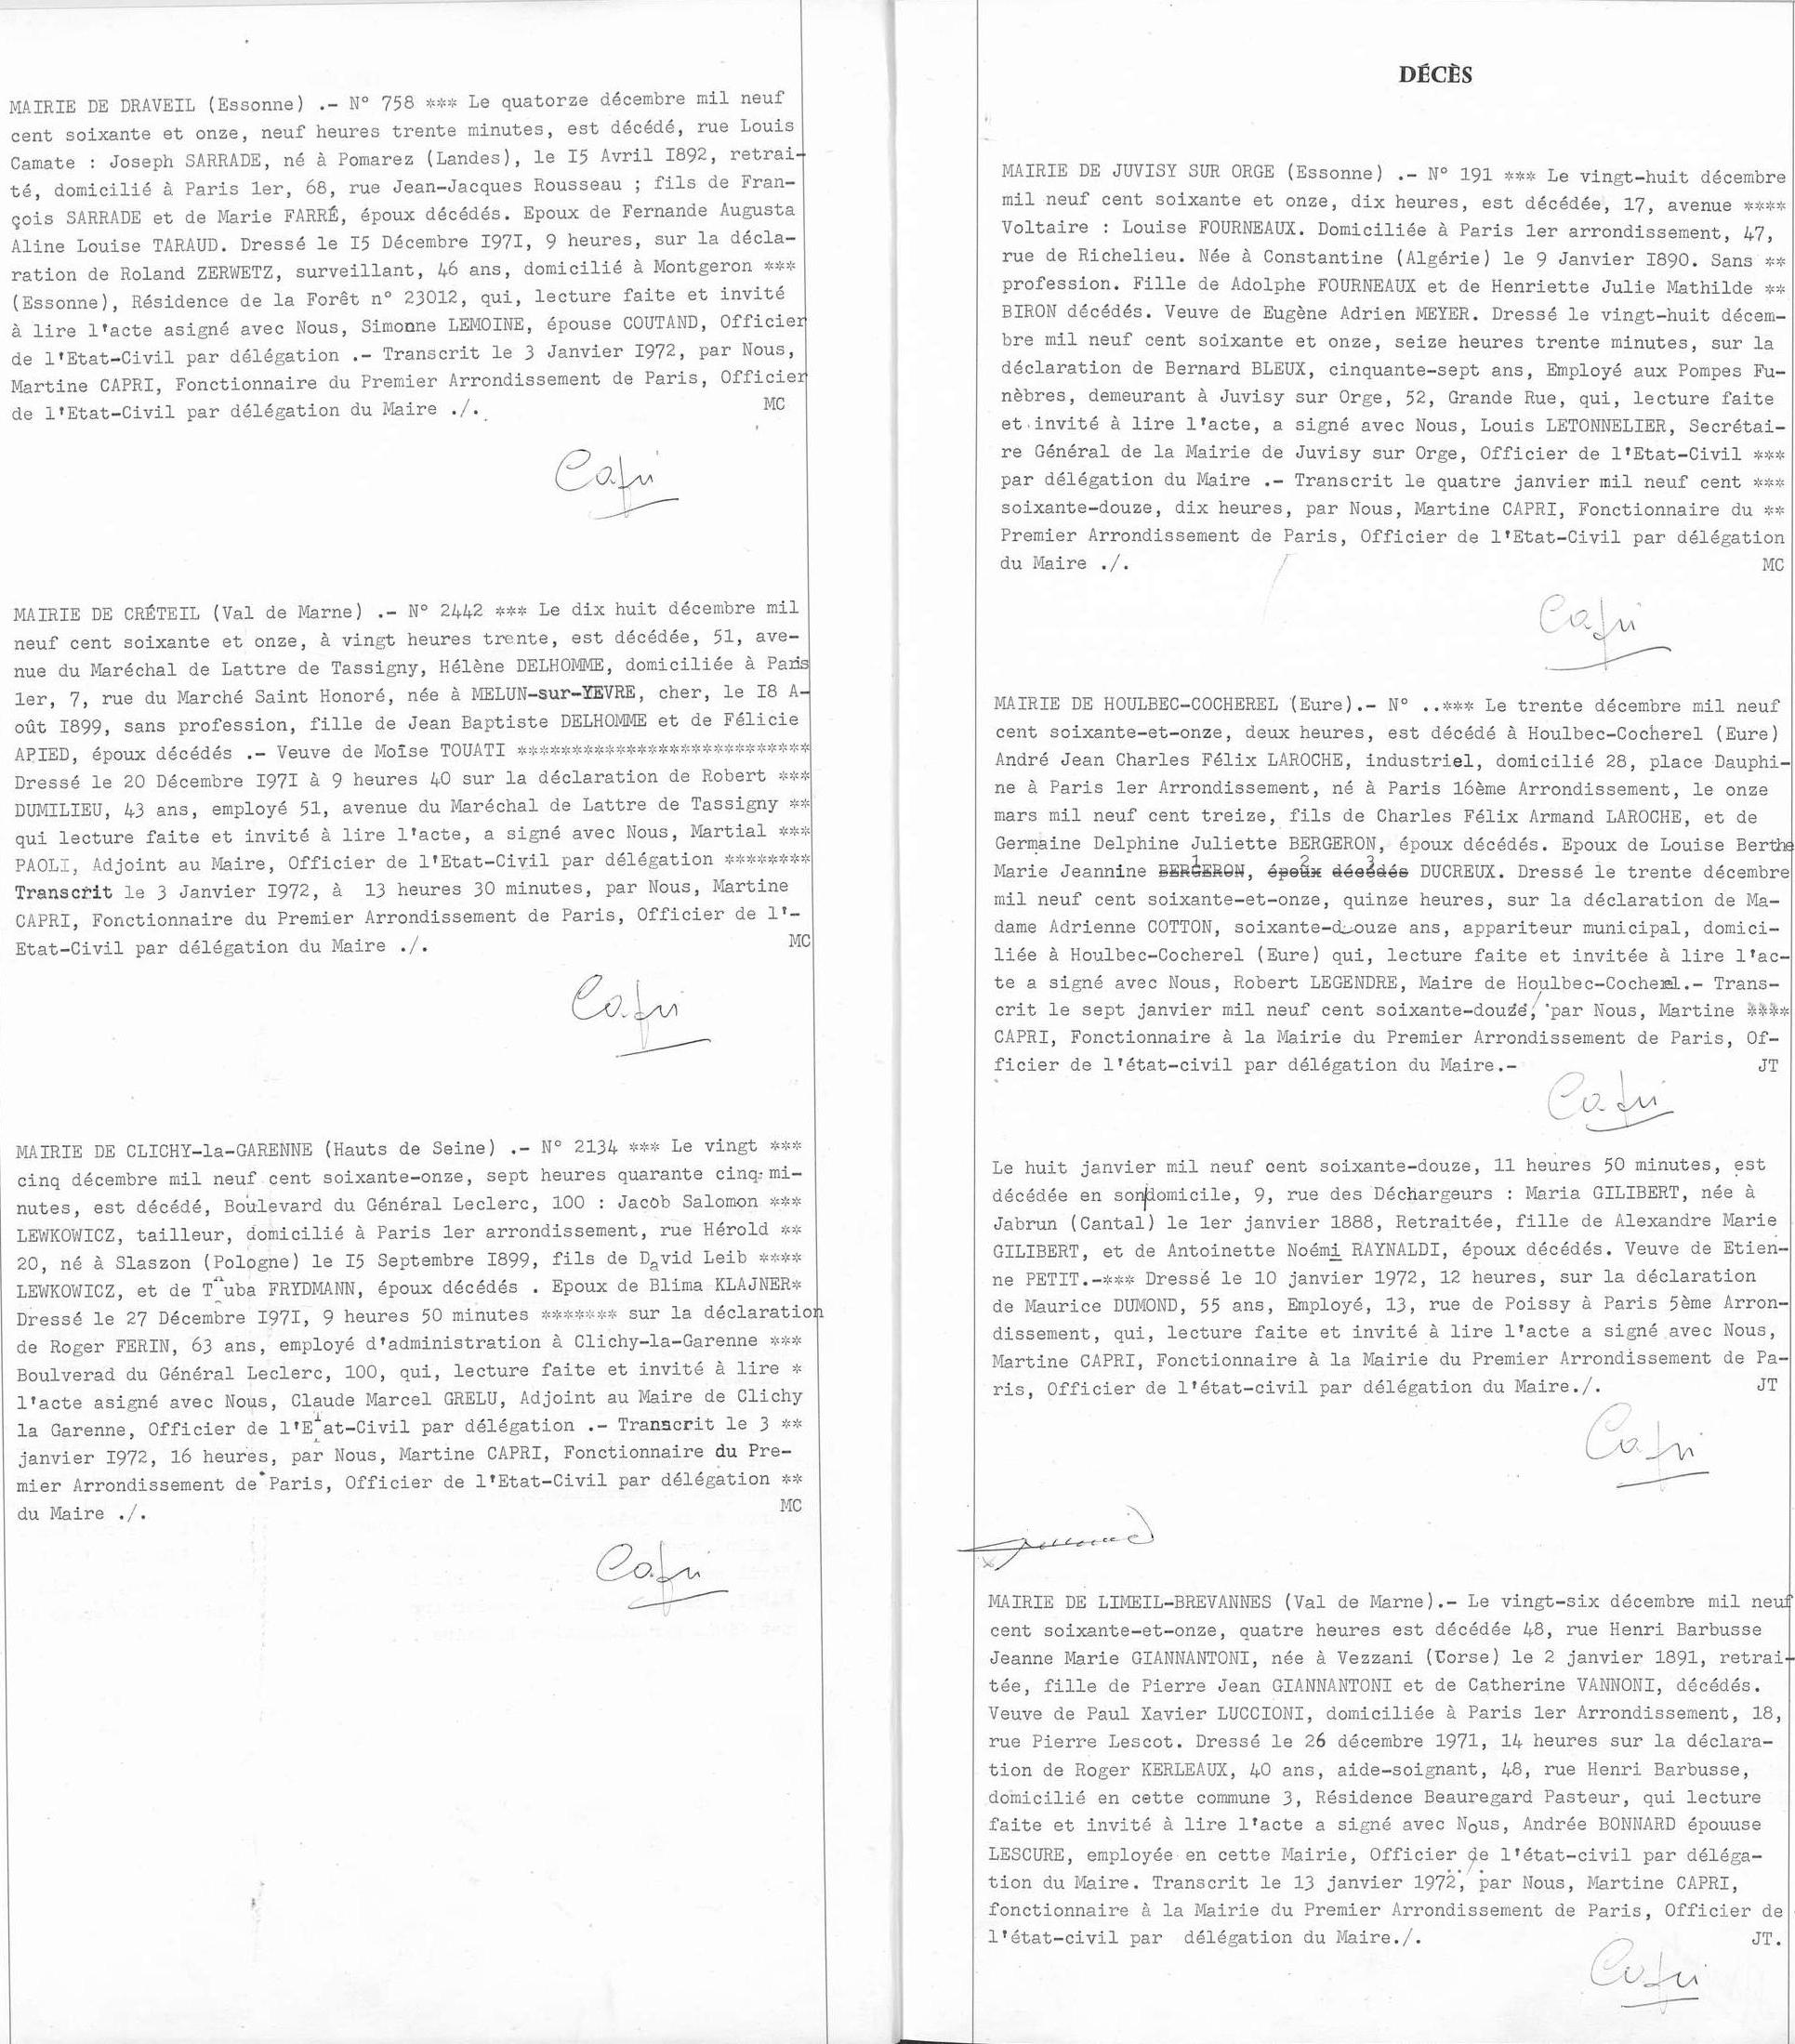 MAIRIE DE DRAVEIL (Essonne) .- N° 758 *** Le quatorze décembre mil neuf
cent soixante et onze, neuf heures trente minutes, est décédé, rue Louis
Camate : Joseph SARRADE, né à Pomarez (Landes), le I5 Avril I892, retrai-
té, domicilié à Paris 1er, 68, rue Jean-Jacques Rousseau ; fils de Fran-
çois SARRADE et de Marie FARRÉ, époux décédés. Epoux de Fernande Augusta
Aline Louise TARAUD. Dressé le I5 Décembre I97I, 9 heures, sur la décla-
ration de Roland ZERWETZ, surveillant, 46 ans, domicilié à Montgeron ***
(Essonne), Résidence de la Forêt n° 23012, qui, lecture faite et invité
à lire l'acte asigné avec Nous, Simonne LEMOINE, épouse COUTAND, Officier
de l'Etat-Civil par délégation .- Transcrit le 3 Janvier I972, par Nous,
Martine CAPRI, Fonctionnaire du Premier Arrondissement de Paris, Officier
de l'Etat-Civil par délégation du Maire ./. MC
Capri
MAIRIE DE CRÉTEIL (Val de Marne) .- N° 2442 *** Le dix huit décembre mil
neuf cent soixante et onze, à vingt heures trente, est décédée, 51, ave-
nue du Maréchal de Lattre de Tassigny, Hélène DELHOMME, domiciliée à Paris
1er, 7, rue du Marché Saint Honoré, née à MELUN-sur-YEVRE, cher, le I8 A-
oût I899, sans profession, fille de Jean Baptiste DELHOMME et de Félicie
APIED, époux décédés .- Veuve de Moïse TOUATI ***************************
Dressé le 20 Décembre I97I à 9 heures 40 sur la déclaration de Robert ***
DUMILIEU, 43 ans, employé 51, avenue du Maréchal de Lattre de Tassigny **
qui lecture faite et invité à lire l'acte, a signé avec Nous, Martial ***
PAOLI, Adjoint au Maire, Officier de l'Etat-Civil par délégation ********
Transcrit le 3 Janvier I972, à 13 heures 30 minutes, par Nous, Martine
CAPRI, Fonctionnaire du Premier Arrondissement de Paris, Officier de l'-
Etat-Civil par délégation du Maire ./. MC
Capri
MAIRIE DE CLICHY-la-GARENNE (Hauts de Seine) .- N° 2134 *** Le vingt ***
cinq décembre mil neuf cent soixante-onze, sept heures quarante cinq mi-
nutes, est décédé, Boulevard du Général Leclerc, 100 : Jacob Salomon ***
LEWKOWICZ, tailleur, domicilié à Paris 1er arrondissement, rue Hérold **
20, né à Slaszon (Pologne) le I5 Septembre I899, fils de David Leib ****
LEWKOWICZ, et de Tauba FRYDMANN, époux décédés . Epoux de Blima KLAJNER*
Dressé le 27 Décembre I97I, 9 heures 50 minutes ******* sur la déclaration
de Roger FERIN, 63 ans, employé d'administration à Clichy-la-Garenne ***
Boulverad du Général Leclerc, 100, qui, lecture faite et invité à lire *
l'acte asigné avec Nous, Claude Marcel GRELU, Adjoint au Maire de Clichy
la Garenne, Officier de l'Etat-Civil par délégation .- Transcrit le 3 **
janvier I972, 16 heures, par Nous, Martine CAPRI, Fonctionnaire du Pre-
mier Arrondissement de Paris, Officier de l'Etat-Civil par délégation **
du Maire ./. MC
Capri
DÉCÈS
MAIRIE DE JUVISY SUR ORGE (Essonne) .- N° 191 *** Le vingt-huit décembre
mil neuf cent soixante et onze, dix heures, est décédée, 17, avenue ****
Voltaire : Louise FOURNEAUX. Domiciliée à Paris 1er arrondissement, 47,
rue de Richelieu. Née à Constantine (Algérie) le 9 Janvier I890. Sans **
profession. Fille de Adolphe FOURNEAUX et de Henriette Julie Mathilde **
BIRON décédés. Veuve de Eugène Adrien MEYER. Dressé le vingt-huit décem-
bre mil neuf cent soixante et onze, seize heures trente minutes, sur la
déclaration de Bernard BLEUX, cinquante-sept ans, Employé aux Pompes Fu-
nèbres, demeurant à Juvisy sur Orge, 52, Grande Rue, qui, lecture faite
et invité à lire l'acte, a signé avec Nous, Louis LETONNELIER, Secrétai-
re Général de la Mairie de Juvisy sur Orge, Officier de l'Etat-Civil ***
par délégation du Maire .- Transcrit le quatre janvier mil neuf cent ***
soixante-douze, dix heures, par Nous, Martine CAPRI, Fonctionnaire du **
Premier Arrondissement de Paris, Officier de l'Etat-Civil par délégation
du Maire ./. MC
Capri
MAIRIE DE HOULBEC-COCHEREL (Eure).- N° ..*** Le trente décembre mil neuf
cent soixante-et-onze, deux heures, est décédé à Houlbec-Cocherel (Eure)
André Jean Charles Félix LAROCHE, industriel, domicilié 28, place Dauphi-
ne à Paris 1er Arrondissement, né à Paris 16ème Arrondissement, le onze
mars mil neuf cent treize, fils de Charles Félix Armand LAROCHE, et de
Germaine Delphine Juliette BERGERON, époux décédés. Epoux de Louise Berthe
Marie Jeannine BERGERON, époux décédés DUCREUX. Dressé le trente décembre
mil neuf cent soixante-et-onze, quinze heures, sur la déclaration de Ma-
dame Adrienne COTTON, soixante-douze ans, appariteur municipal, domici-
liée à Houlbec-Cocherel (Eure) qui, lecture faite et invitée à lire l'ac-
te a signé avec Nous, Robert LEGENDRE, Maire de Houlbec-Cocherel.- Trans-
crit le sept janvier mil neuf cent soixante-douze, par Nous, Martine ****
CAPRI, Fonctionnaire à la Mairie du Premier Arrondissement de Paris, Of-
ficier de l'état-civil par délégation du Maire.- JT
Capri
Le huit janvier mil neuf cent soixante-douze, 11 heures 50 minutes, est
décédée en son domicile, 9, rue des Déchargeurs : Maria GILIBERT, née à
Jabrun (Cantal) le 1er janvier 1888, Retraitée, fille de Alexandre Marie
GILIBERT, et de Antoinette Noémi RAYNALDI, époux décédés. Veuve de Etien-
ne PETIT.-*** Dressé le 10 janvier 1972, 12 heures, sur la déclaration
de Maurice DUMOND, 55 ans, Employé, 13, rue de Poissy à Paris 5ème Arron-
dissement, qui, lecture faite et invité à lire l'acte a signé avec Nous,
Martine CAPRI, Fonctionnaire à la Mairie du Premier Arrondissement de Pa-
ris, Officier de l'état-civil par délégation du Maire./. JT
Capri
MAIRIE DE LIMEIL-BREVANNES (Val de Marne).- Le vingt-six décembre mil neuf
cent soixante-et-onze, quatre heures est décédée 48, rue Henri Barbusse
Jeanne Marie GIANNANTONI, née à Vezzani (Corse) le 2 janvier 1891, retrai-
tée, fille de Pierre Jean GIANNANTONI et de Catherine VANNONI, décédés.
Veuve de Paul Xavier LUCCIONI, domiciliée à Paris 1er Arrondissement, 18,
rue Pierre Lescot. Dressé le 26 décembre 1971, 14 heures sur la déclara-
tion de Roger KERLEAUX, 40 ans, aide-soignant, 48, rue Henri Barbusse,
domicilié en cette commune 3, Résidence Beauregard Pasteur, qui lecture
faite et invité à lire l'acte a signé avec Nous, Andrée BONNARD épouuse
LESCURE, employée en cette Mairie, Officier de l'état-civil par déléga-
tion du Maire. Transcrit le 13 janvier 1972, par Nous, Martine CAPRI,
fonctionnaire à la Mairie du Premier Arrondissement de Paris, Officier de
l'état-civil par délégation du Maire./. JT.
Capri